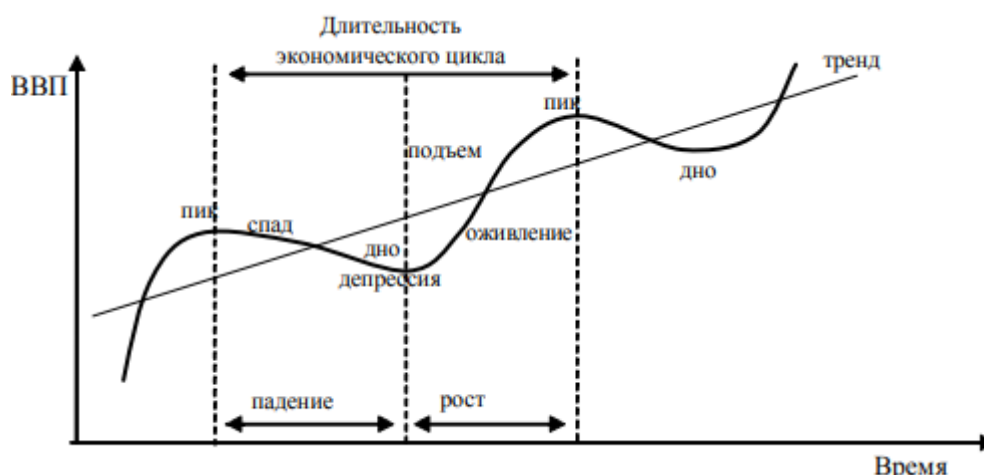 Длительность
экономического цикла
ВВП
тренд
пик
подъем
дно
пик
спад
оживление
дно
депрессия
падение
рост
Время